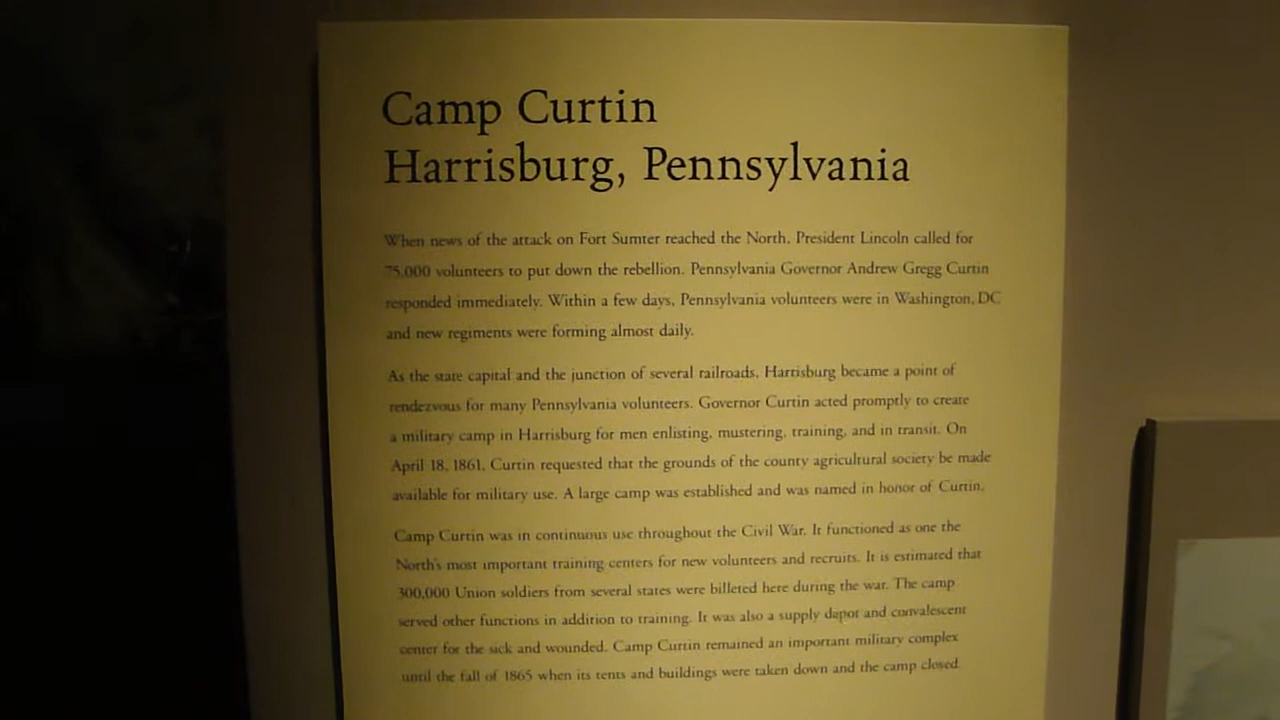 Camp Curtin
Harrisburg, Pennsylvania
When news of the attack on Fort Sumter reached the North, President Lincoln called for
75,000 volunteers to put down the rebellion. Pennsylvania Governor Andrew Gregg Curtin
responded immediately. Within a few days, Pennsylvania volunteers were in Washington, DC
and new regiments were forming almost daily.
As the state capital and the junction of several railroads, Harrisburg became a point of
rendezvous for many Pennsylvania volunteers. Governor Curtin acted promptly to create
a military camp in Harrisburg for men enlisting, mustering, training, and in transit. On
April 18, 1861, Curtin requested that the grounds of the county agricultural society be made
available for military use. A large camp was established and was named in honor of Curtin.
Camp Curtin was in continuous use throughout the Civil War. It functioned as one the
North's most important training centers for new volunteers and recruits. It is estimated that
300,000 Union soldiers from several states were billeted here during the war. The camp
served other functions in addition to training. It was also a supply depot and convalescent
center for the sick and wounded. Camp Curtin remained an important military complex
until the fall of 1865 when its tents and buildings were taken down and the camp closed.